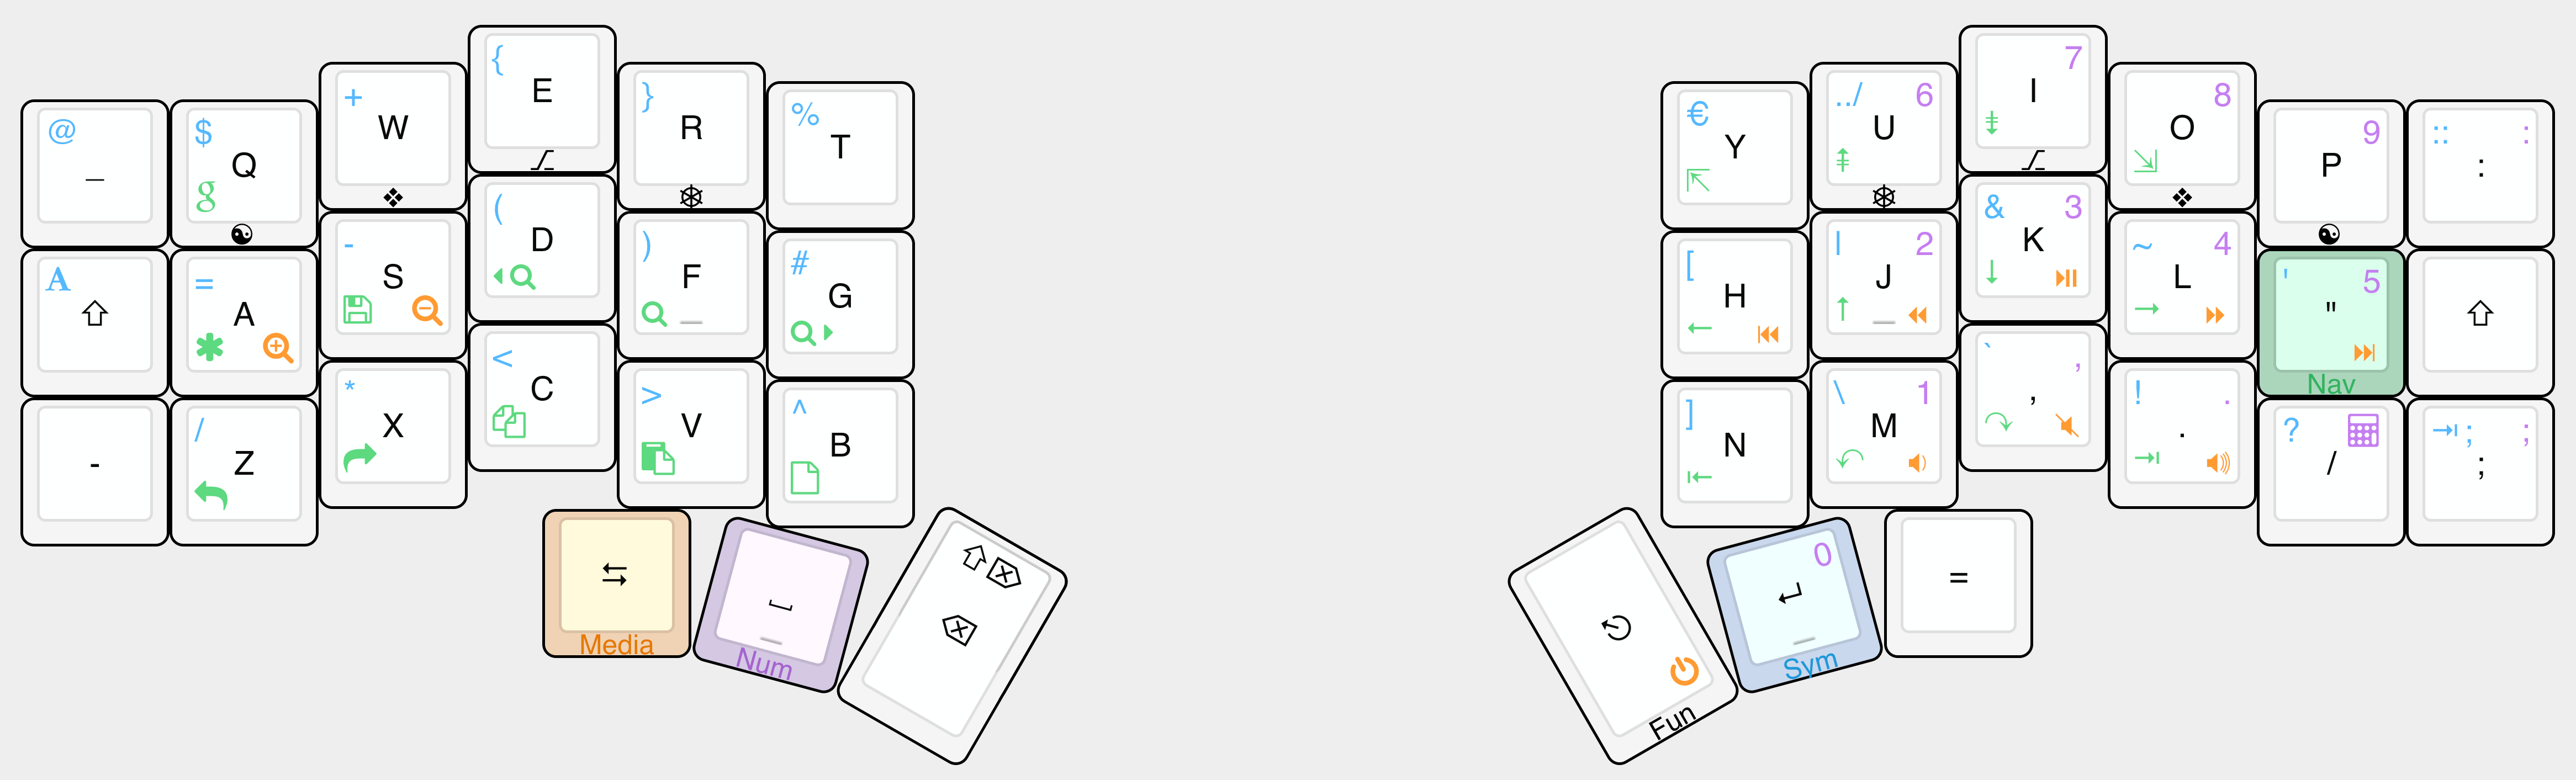 @ _
$ Q g
+ W
{ E
} R
% T
€ Y
../ 6 U
7 I
8 O
9 P
:: : :
A
= A
- S
( D
) F
# G
[ H
| 2 J
& 3 K
~ 4 L
' 5 "
Nav
-
/ Z
* X
< C
> V
^ B
] N
\ 1 M
` , ,
! . .
? /
; ; ;
Media
Num
Fun
0
Sym
=